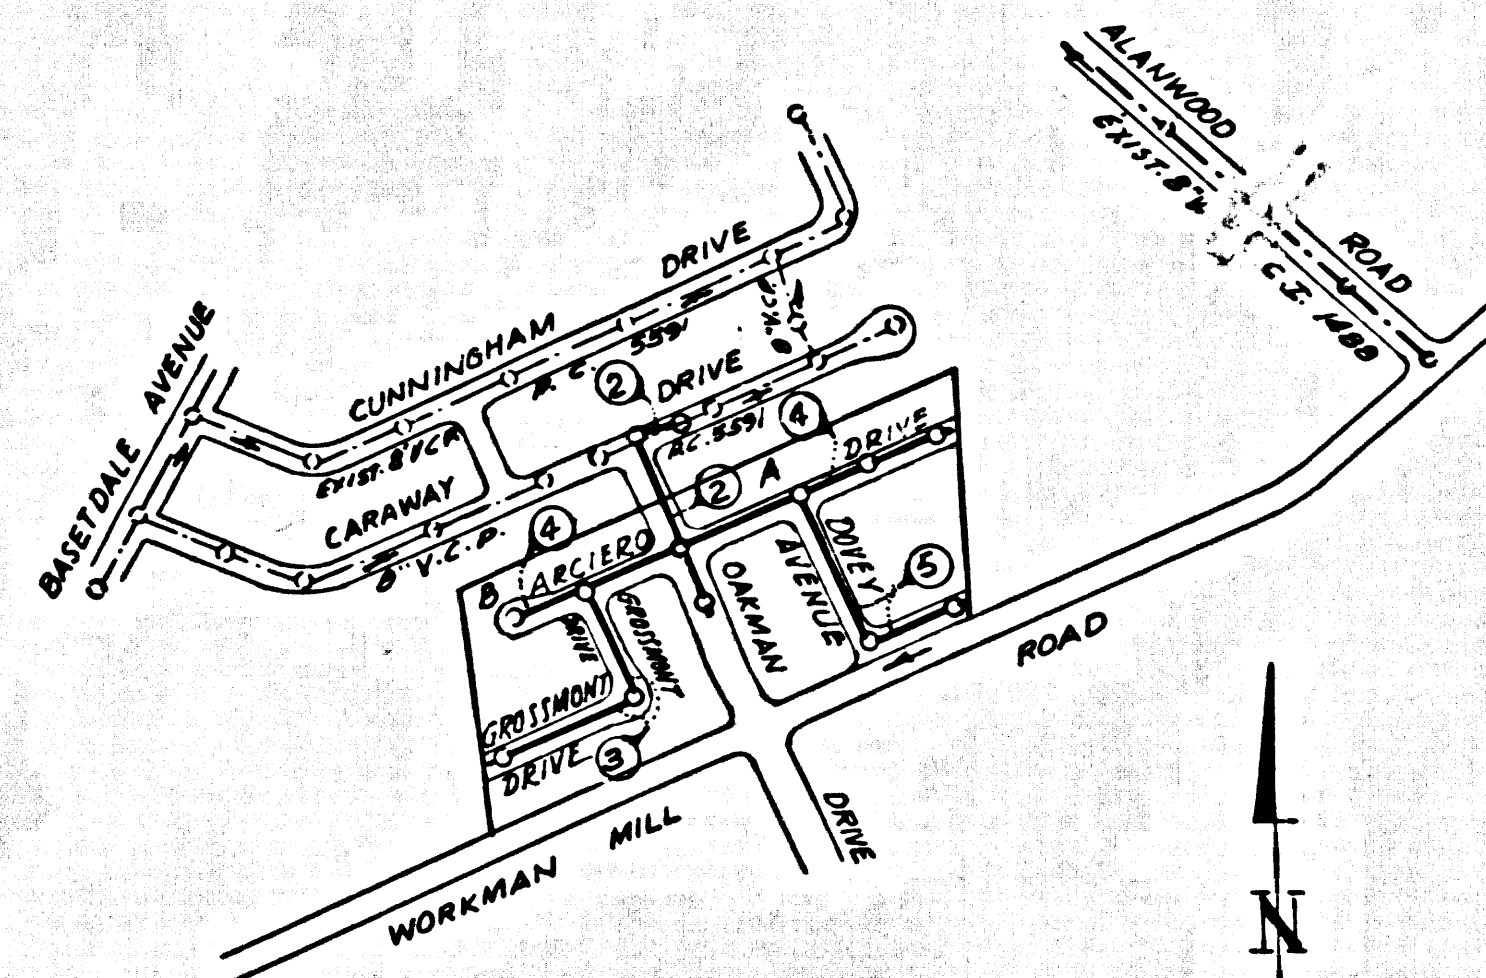 ALANWOOD
ROAD
EXIST. 8" V
C.I. 1488
CUNNINGHAM DRIVE
5591
BASETDALE AVENUE
EXIST. 8" V.C.P.
CARAWAY DRIVE
8" V.C.P.
P.C. 5591
2
2
4
4
A
B
ARCIERO DRIVE
DOVEY AVENUE
5
OAKMAN
GROSSMONT DRIVE
GROSSMONT DRIVE
3
DRIVE
WORKMAN MILL ROAD
N